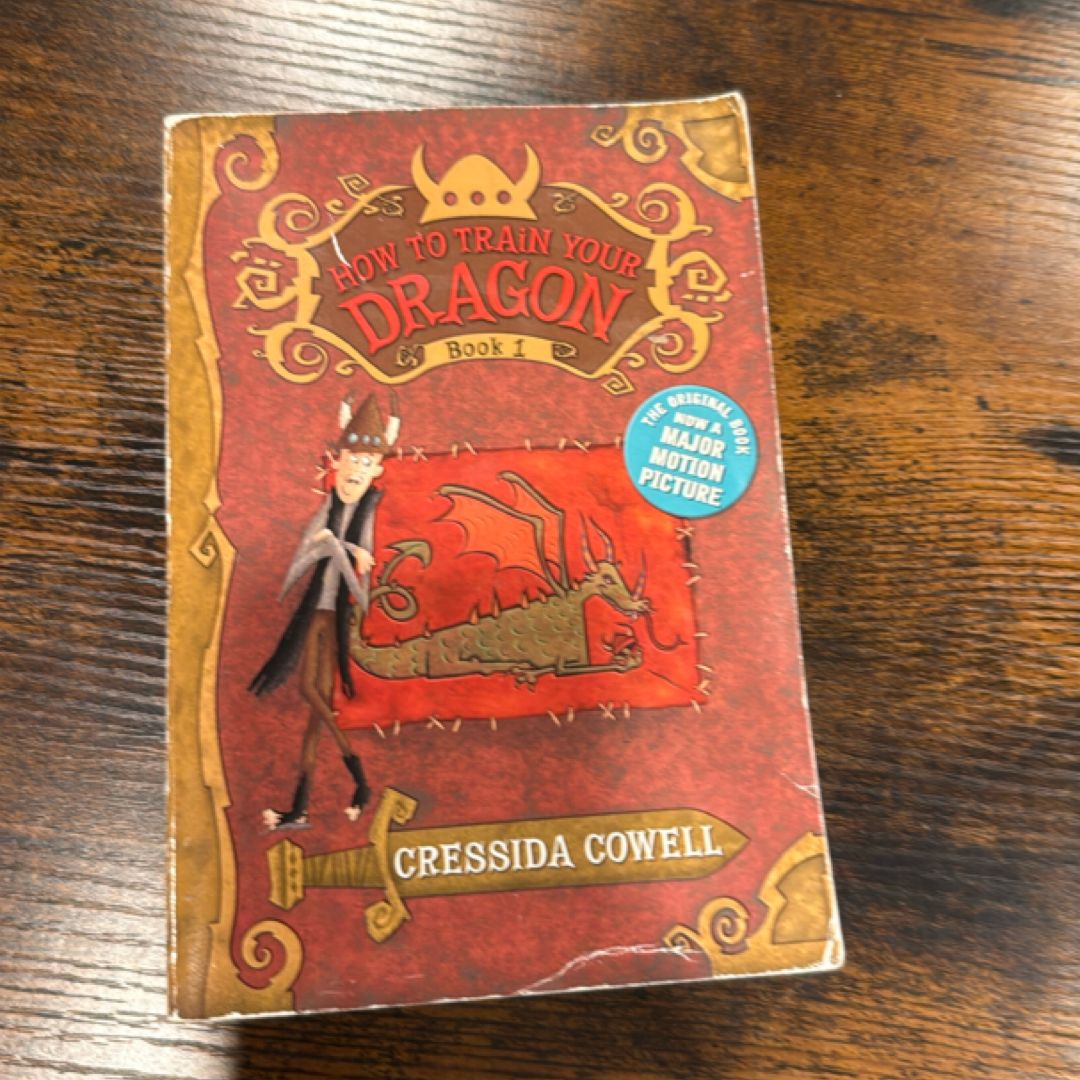 HOW TO TRAiN YOUR
DRAGON
Book 1
THE ORIGINAL BOOK
NOW A
MAJOR
MOTION
PICTURE
CRESSIDA COWELL